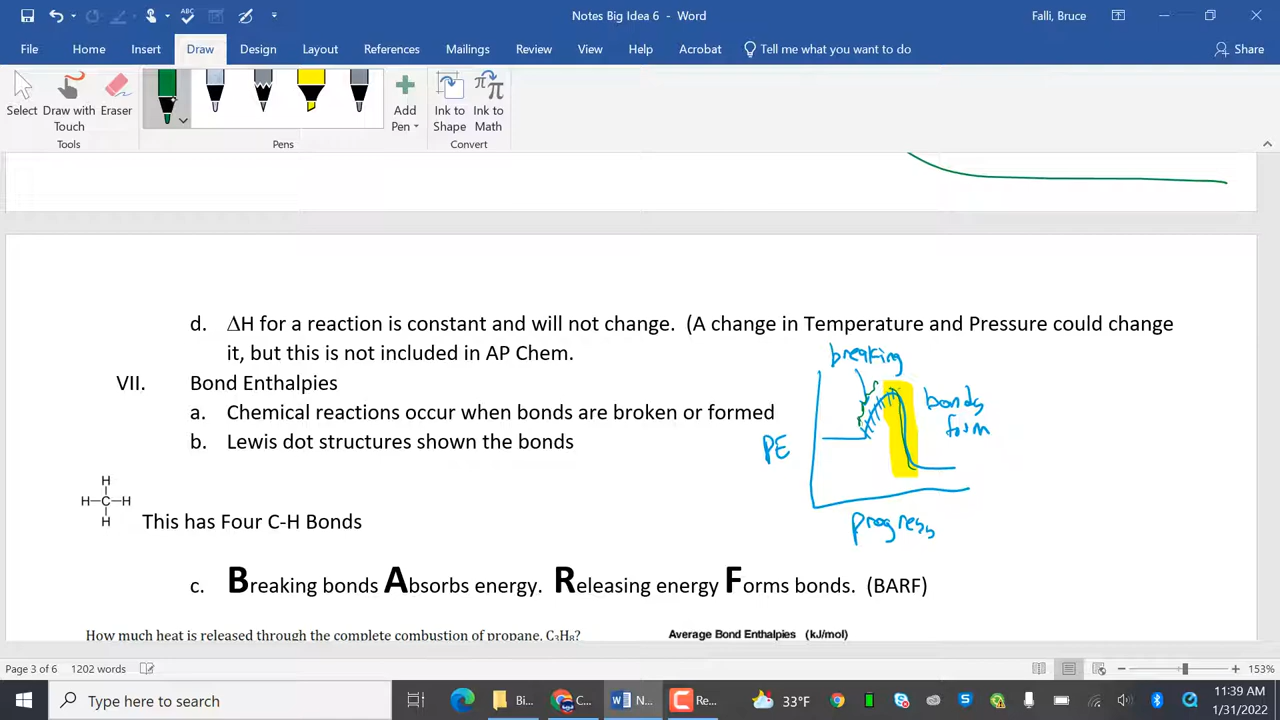 Notes Big Idea 6 - Word
Falli, Bruce
File Home Insert Draw Design Layout References Mailings Review View Help Acrobat Tell me what you want to do Share
Select Draw with Touch Eraser Add Pen Ink to Shape Ink to Math
Tools Pens Convert
d. ΔH for a reaction is constant and will not change. (A change in Temperature and Pressure could change
it, but this is not included in AP Chem.
breaking
VII. Bond Enthalpies
a. Chemical reactions occur when bonds are broken or formed
bonds
form
b. Lewis dot structures shown the bonds
PE
H
H–C–H
H
This has Four C-H Bonds
progress
c. Breaking bonds Absorbs energy. Releasing energy Forms bonds. (BARF)
How much heat is released through the complete combustion of propane, C3H8?
Average Bond Enthalpies (kJ/mol)
Page 3 of 6 1202 words 153%
Type here to search
Bi... C... N... Re... 33°F
11:39 AM
1/31/2022